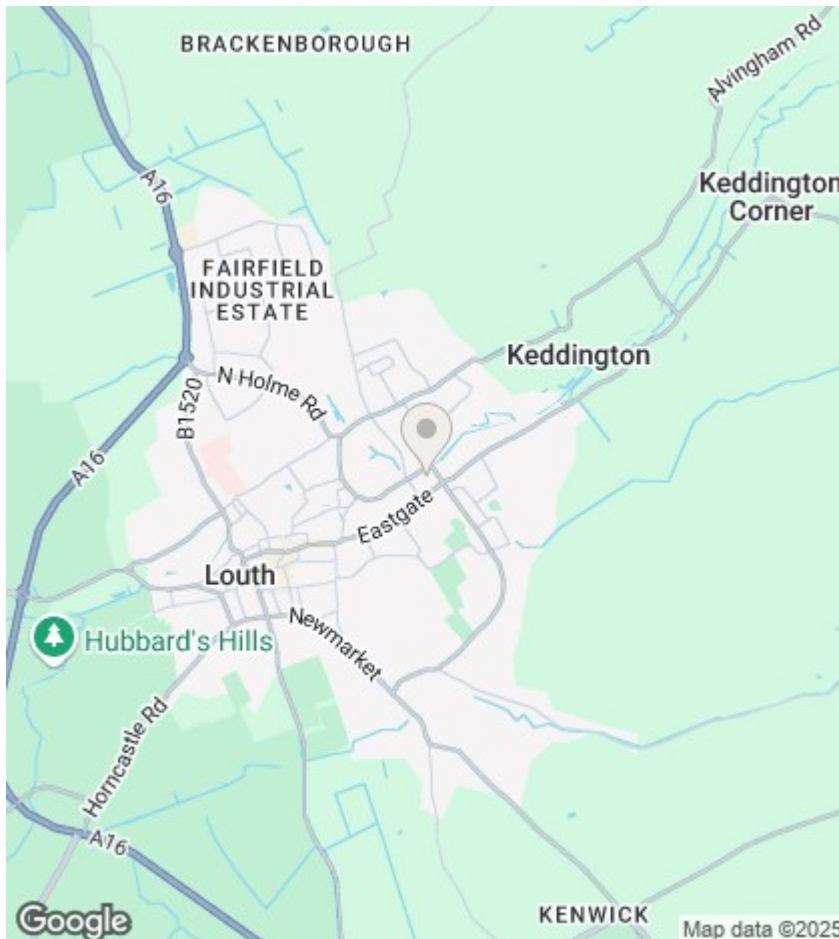 BRACKENBOROUGH
Alvingham Rd
A16
Keddington
Corner
FAIRFIELD
INDUSTRIAL
ESTATE
Keddington
N Holme Rd
B1520
A16
Eastgate
Louth
Newmarket
Hubbard's Hills
Horncastle Rd
A16
KENWICK
Google
Map data ©2025